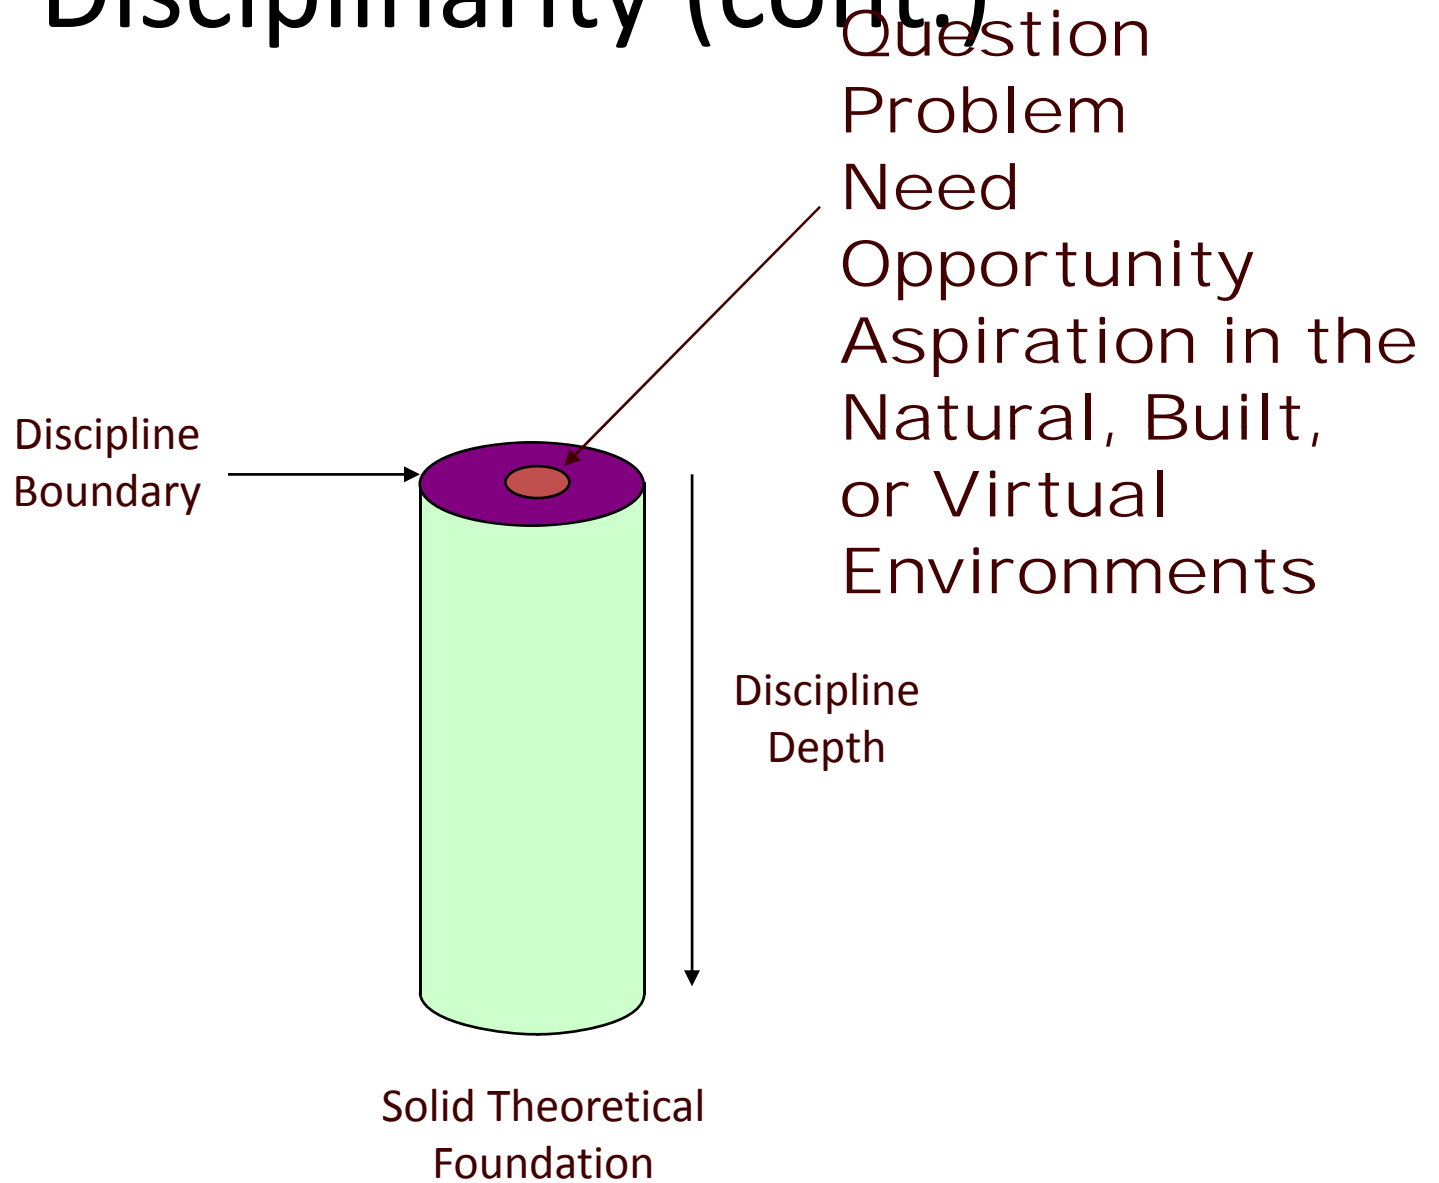 Disciplinarity (cont.)
Question
Problem
Need
Opportunity
Aspiration in the
Natural, Built,
or Virtual
Environments
Discipline
Boundary
Discipline
Depth
Solid Theoretical
Foundation